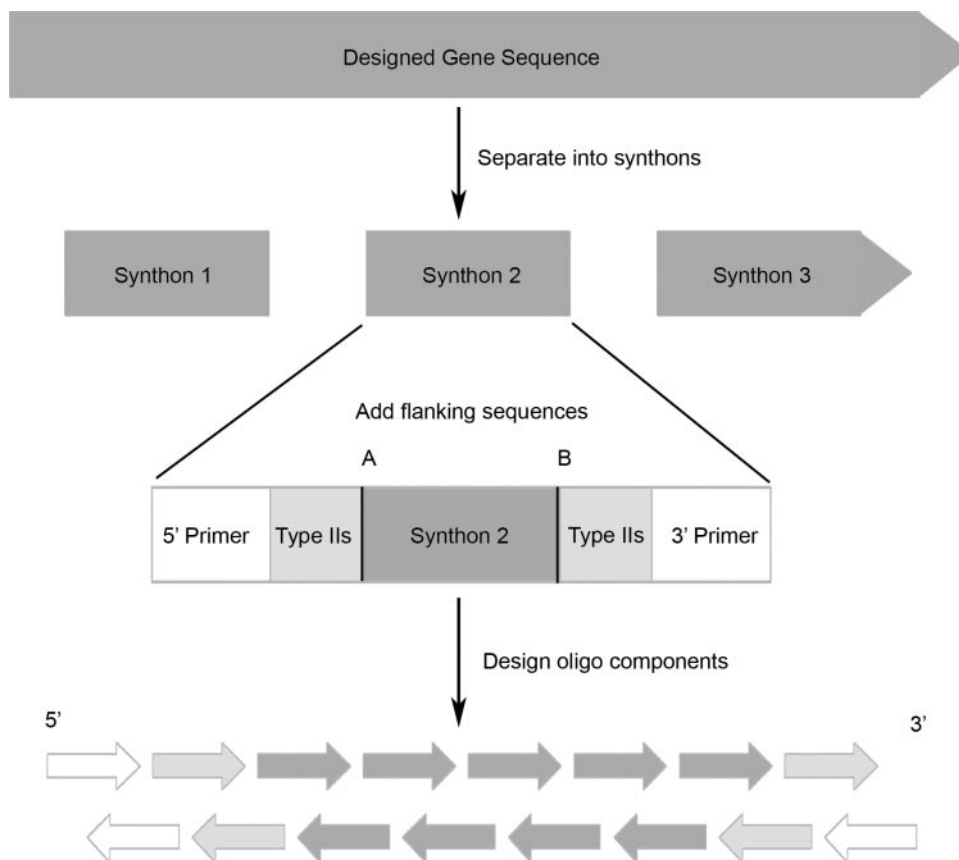 Designed Gene Sequence
Separate into synthons
Synthon 1
Synthon 2
Synthon 3
Add flanking sequences
A
B
5’ Primer
Type IIs
Synthon 2
Type IIs
3’ Primer
Design oligo components
5’
3’